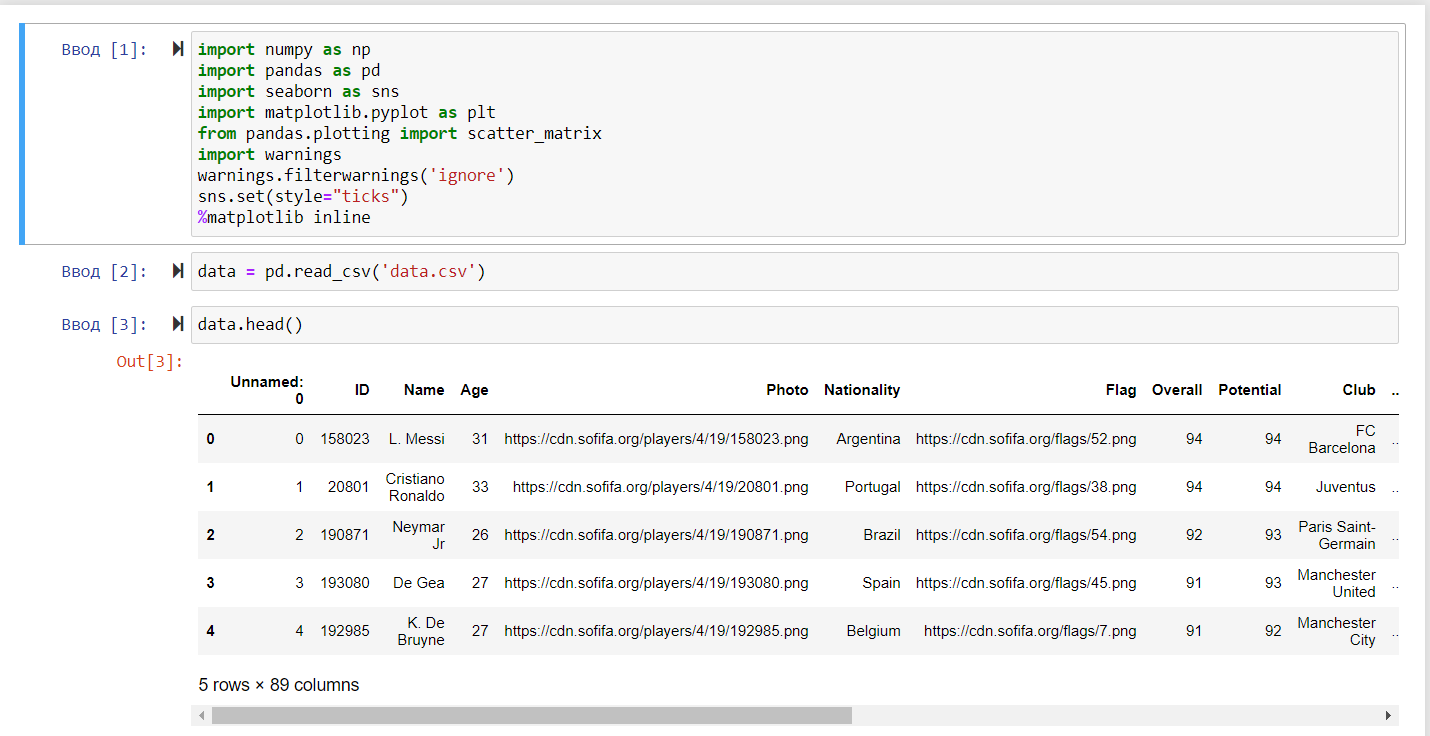 Ввод [1]:
import numpy as np
import pandas as pd
import seaborn as sns
import matplotlib.pyplot as plt
from pandas.plotting import scatter_matrix
import warnings
warnings.filterwarnings('ignore')
sns.set(style="ticks")
%matplotlib inline
Ввод [2]:
data = pd.read_csv('data.csv')
Ввод [3]:
data.head()
Out[3]:
Unnamed: 0 ID Name Age Photo Nationality Flag Overall Potential Club ..
0 0 158023 L. Messi 31 https://cdn.sofifa.org/players/4/19/158023.png Argentina https://cdn.sofifa.org/flags/52.png 94 94 FC Barcelona ..
1 1 20801 Cristiano Ronaldo 33 https://cdn.sofifa.org/players/4/19/20801.png Portugal https://cdn.sofifa.org/flags/38.png 94 94 Juventus ..
2 2 190871 Neymar Jr 26 https://cdn.sofifa.org/players/4/19/190871.png Brazil https://cdn.sofifa.org/flags/54.png 92 93 Paris Saint-Germain ..
3 3 193080 De Gea 27 https://cdn.sofifa.org/players/4/19/193080.png Spain https://cdn.sofifa.org/flags/45.png 91 93 Manchester United ..
4 4 192985 K. De Bruyne 27 https://cdn.sofifa.org/players/4/19/192985.png Belgium https://cdn.sofifa.org/flags/7.png 91 92 Manchester City ..
5 rows × 89 columns